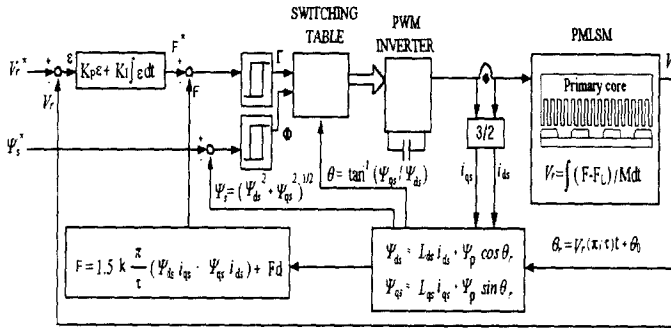 SWITCHING
TABLE
PWM
INVERTER
PMLSM
Primary core
Vr = ∫ (F-FL) / Mdt
Vr*
ε
Kpε + KI∫εdt
F*
F
Vr
Γ
Φ
3/2
iqs
ids
Ψs*
Ψs = (Ψds² + Ψqs²)^1/2
θ = tan⁻¹ (Ψqs / Ψds)
F = 1.5 k π/τ (Ψds iqs - Ψqs ids) + Fd
Ψds = Lds ids + Ψp cos θr
Ψqs = Lqs iqs + Ψp sin θr
θr = Vr (π/τ) t + θ0